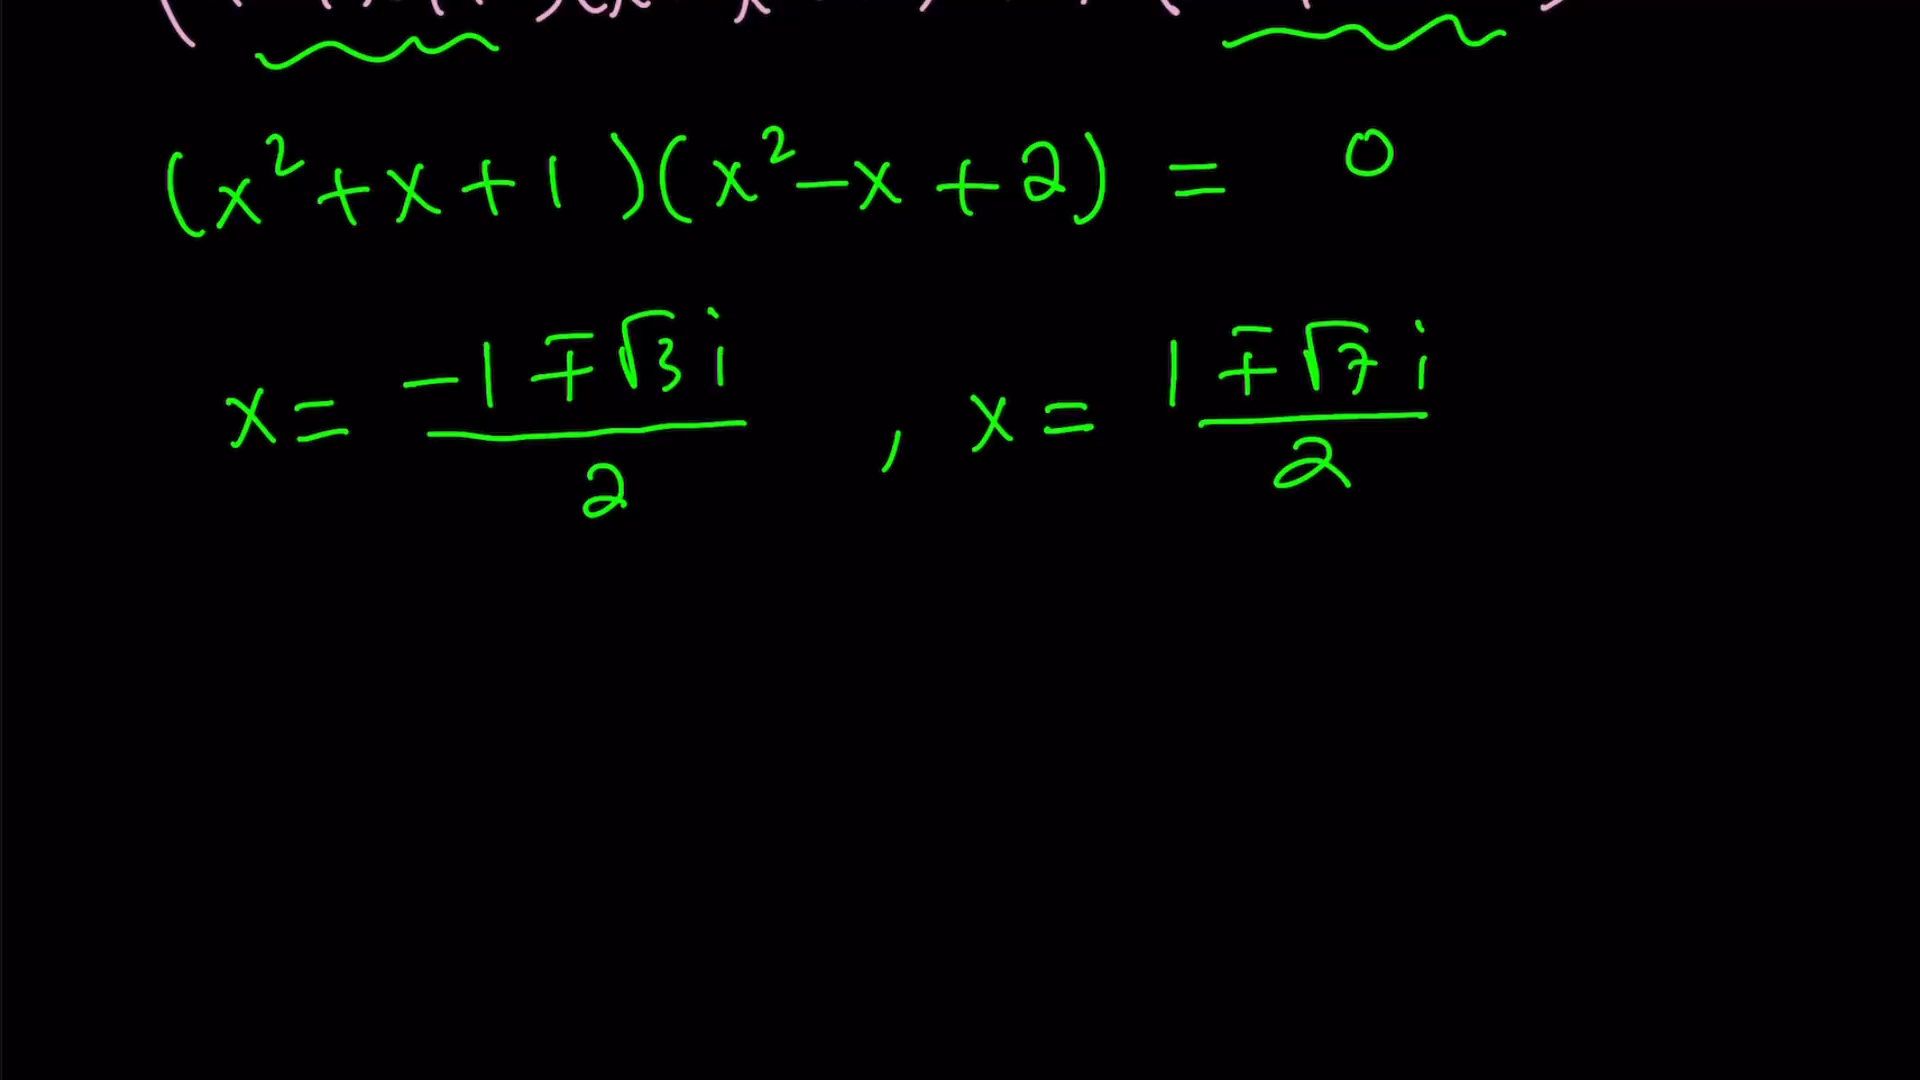 (x²+x+1)(x²-x+2) = 0
x = (-1∓√3 i)/2 , x = (1∓√7 i)/2